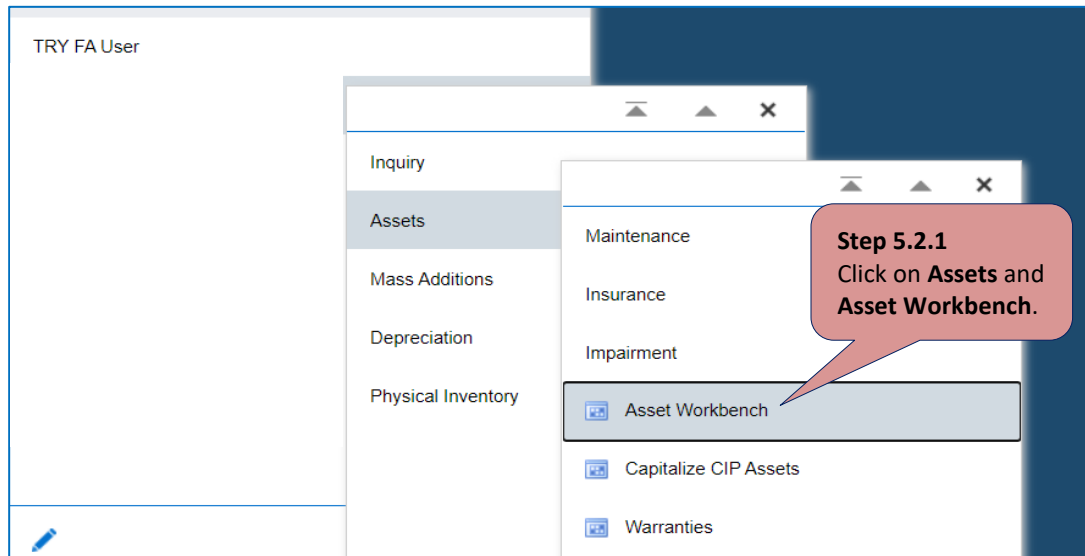 TRY FA User
Inquiry
Assets
Mass Additions
Depreciation
Physical Inventory
Maintenance
Insurance
Impairment
Asset Workbench
Capitalize CIP Assets
Warranties
Step 5.2.1
Click on Assets and
Asset Workbench.